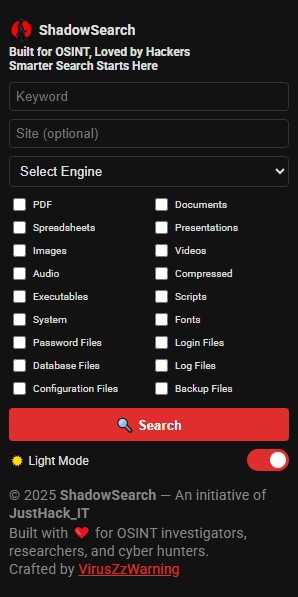 ShadowSearch
Built for OSINT, Loved by Hackers
Smarter Search Starts Here
Keyword
Site (optional)
Select Engine
PDF Documents
Spreadsheets Presentations
Images Videos
Audio Compressed
Executables Scripts
System Fonts
Password Files Login Files
Database Files Log Files
Configuration Files Backup Files
🔍 Search
Light Mode
© 2025 ShadowSearch — An initiative of
JustHack_IT
Built with ❤️ for OSINT investigators,
researchers, and cyber hunters.
Crafted by VirusZzWarning